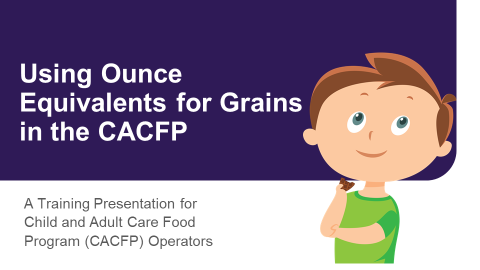 Using Ounce
Equivalents for Grains
in the CACFP
A Training Presentation for
Child and Adult Care Food
Program (CACFP) Operators